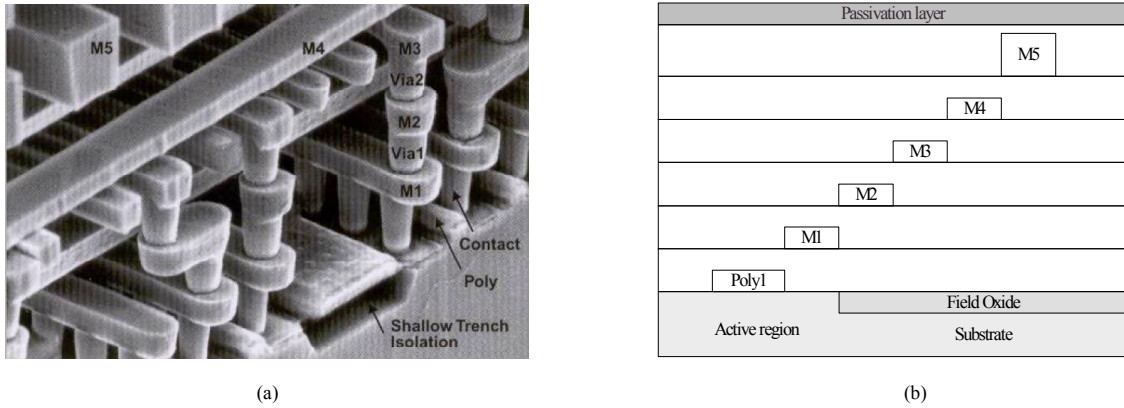 M5
M4
M3
Via2
M2
Via1
M1
Contact
Poly
Shallow Trench
Isolation
(a)
Passivation layer
M5
M4
M3
M2
M1
Poly1
Field Oxide
Active region
Substrate
(b)